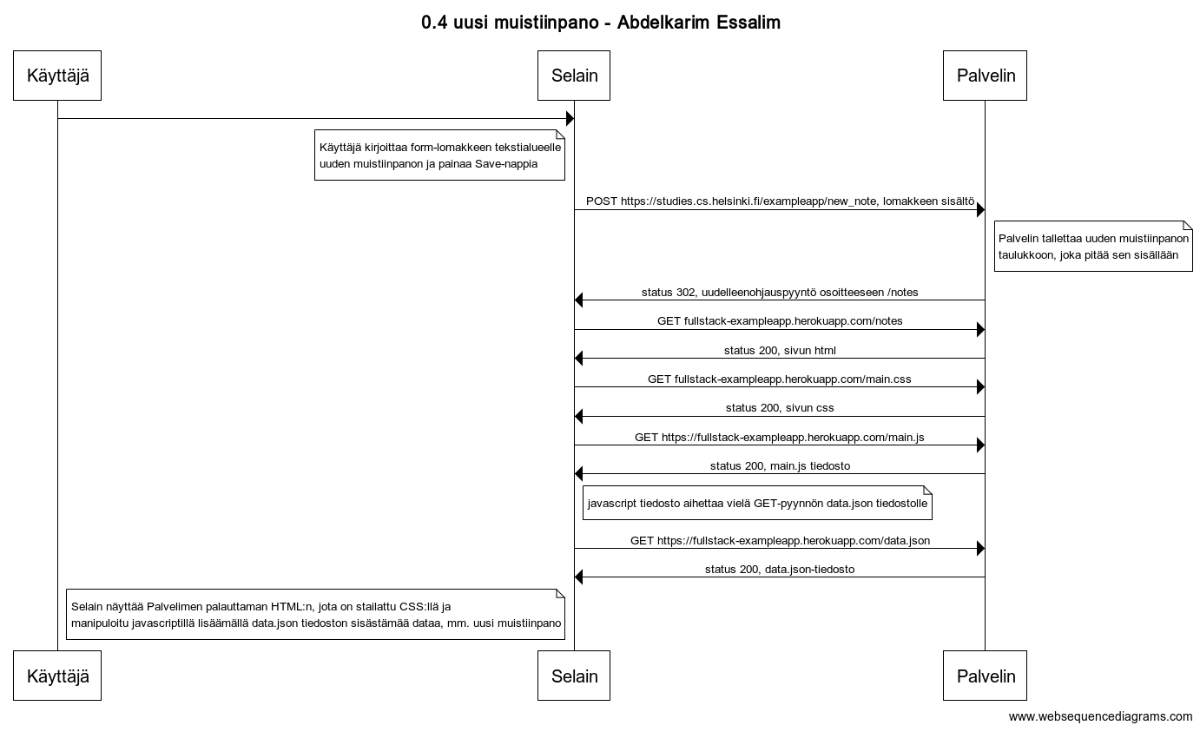 0.4 uusi muistiinpano - Abdelkarim Essalim
Käyttäjä
Selain
Palvelin
Käyttäjä kirjoittaa form-lomakkeen tekstialueelle
uuden muistiinpanon ja painaa Save-nappia
POST https://studies.cs.helsinki.fi/exampleapp/new_note, lomakkeen sisältö
Palvelin tallettaa uuden muistiinpanon
taulukkoon, joka pitää sen sisällään
status 302, uudelleenohjauspyyntö osoitteeseen /notes
GET fullstack-exampleapp.herokuapp.com/notes
status 200, sivun html
GET fullstack-exampleapp.herokuapp.com/main.css
status 200, sivun css
GET https://fullstack-exampleapp.herokuapp.com/main.js
status 200, main.js tiedosto
javascript tiedosto aihettaa vielä GET-pyynnön data.json tiedostolle
GET https://fullstack-exampleapp.herokuapp.com/data.json
status 200, data.json-tiedosto
Selain näyttää Palvelimen palauttaman HTML:n, jota on stailattu CSS:llä ja
manipuloitu javascriptillä lisäämällä data.json tiedoston sisästämää dataa, mm. uusi muistiinpano
Käyttäjä
Selain
Palvelin
www.websequencediagrams.com